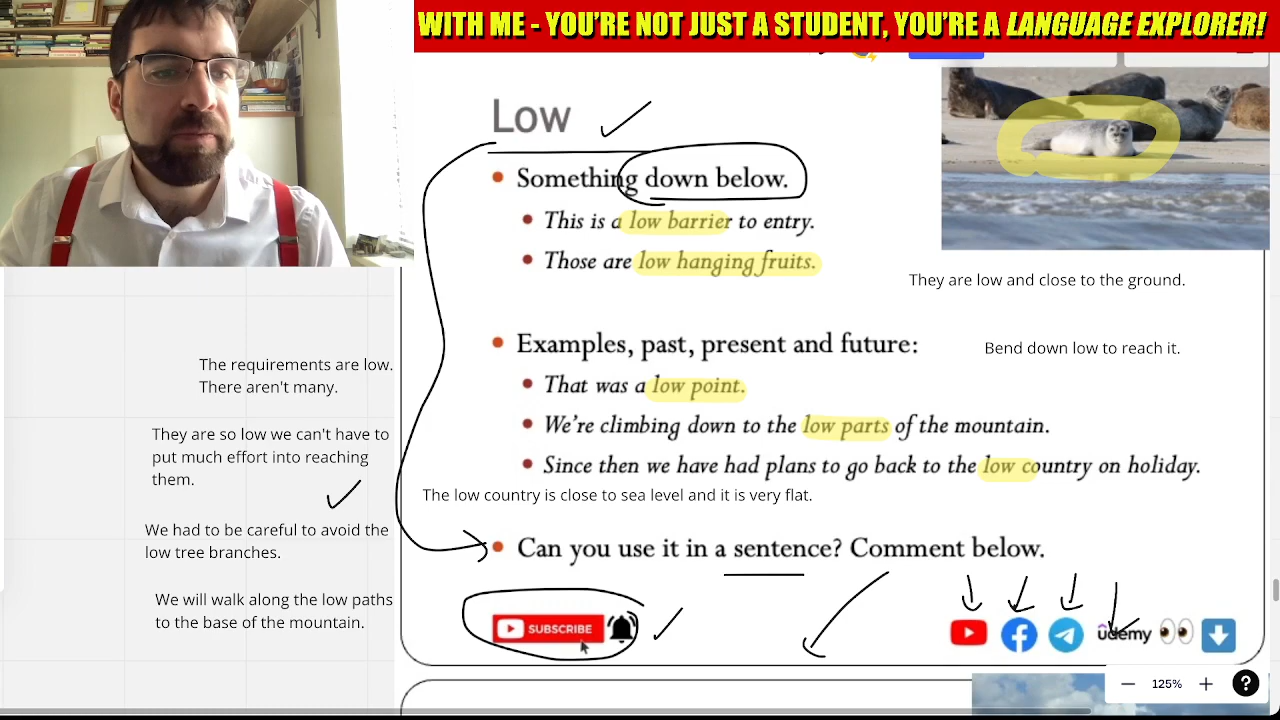 WITH ME - YOU'RE NOT JUST A STUDENT, YOU'RE A LANGUAGE EXPLORER!
Low
Something down below.
This is a low barrier to entry.
Those are low hanging fruits.
They are low and close to the ground.
Examples, past, present and future:
Bend down low to reach it.
That was a low point.
We're climbing down to the low parts of the mountain.
Since then we have had plans to go back to the low country on holiday.
The low country is close to sea level and it is very flat.
Can you use it in a sentence? Comment below.
SUBSCRIBE
udemy
The requirements are low.
There aren't many.
They are so low we can't have to
put much effort into reaching
them.
We had to be careful to avoid the
low tree branches.
We will walk along the low paths
to the base of the mountain.
125%